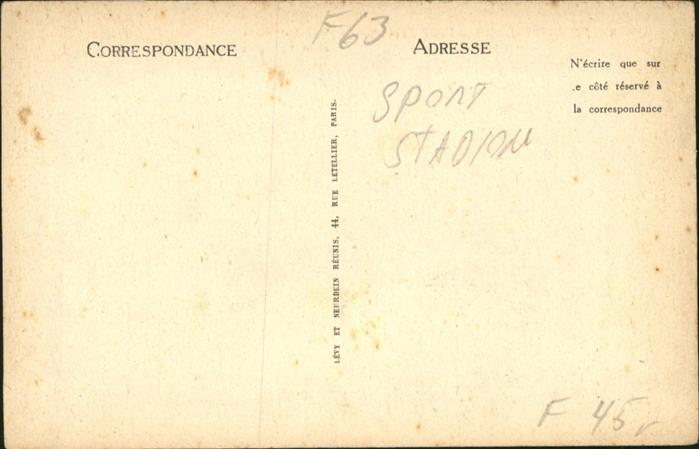 F63
CORRESPONDANCE
ADRESSE
N'écrire que sur
.e côté réservé à
la correspondance
SPORT
STADIUM
LÉVY ET NEURDEIN RÉUNIS, 44, RUE LETELLIER, PARIS.
F 45